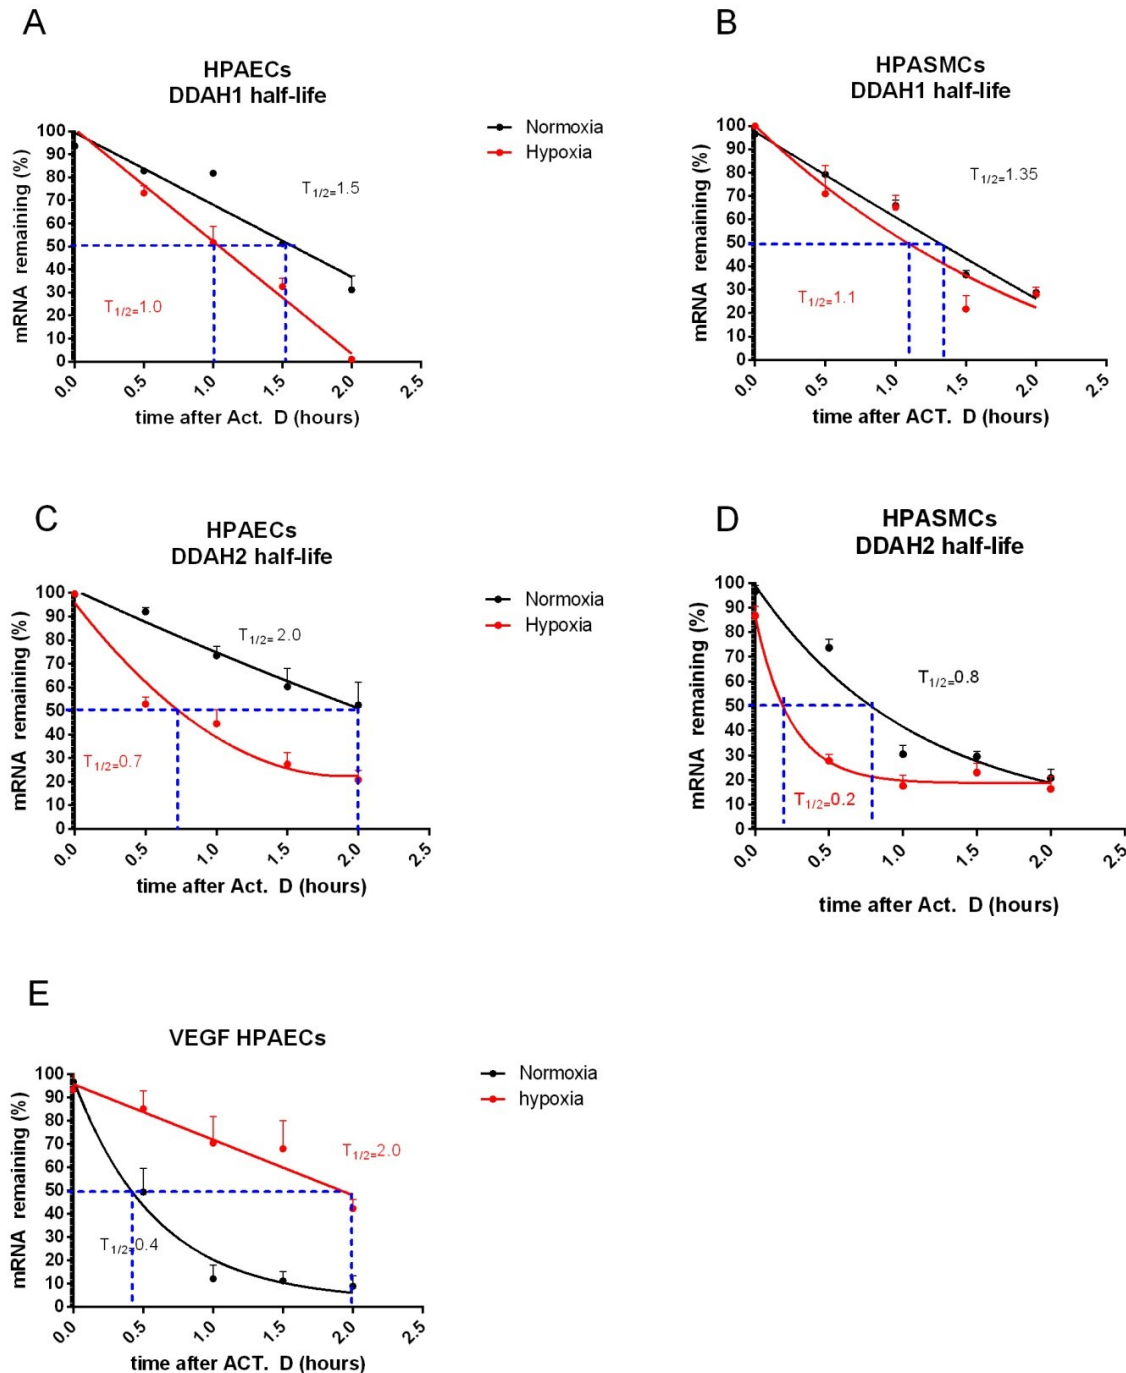 A
HPAECs
DDAH1 half-life
mRNA remaining (%)
100
90
80
70
60
50
40
30
20
10
0
T1/2=1.5
T1/2=1.0
0.0 0.5 1.0 1.5 2.0 2.5
time after Act. D (hours)
Normoxia
Hypoxia
B
HPASMCs
DDAH1 half-life
mRNA remaining (%)
100
90
80
70
60
50
40
30
20
10
0
T1/2=1.35
T1/2=1.1
0.0 0.5 1.0 1.5 2.0 2.5
time after ACT. D (hours)
C
HPAECs
DDAH2 half-life
mRNA remaining (%)
100
90
80
70
60
50
40
30
20
10
0
T1/2=2.0
T1/2=0.7
0.0 0.5 1.0 1.5 2.0 2.5
time after Act. D (hours)
Normoxia
Hypoxia
D
HPASMCs
DDAH2 half-life
mRNA remaining (%)
100
90
80
70
60
50
40
30
20
10
0
T1/2=0.8
T1/2=0.2
0.0 0.5 1.0 1.5 2.0 2.5
time after Act. D (hours)
E
VEGF HPAECs
mRNA remaining (%)
100
90
80
70
60
50
40
30
20
10
0
T1/2=2.0
T1/2=0.4
0.0 0.5 1.0 1.5 2.0 2.5
time after ACT. D (hours)
Normoxia
hypoxia